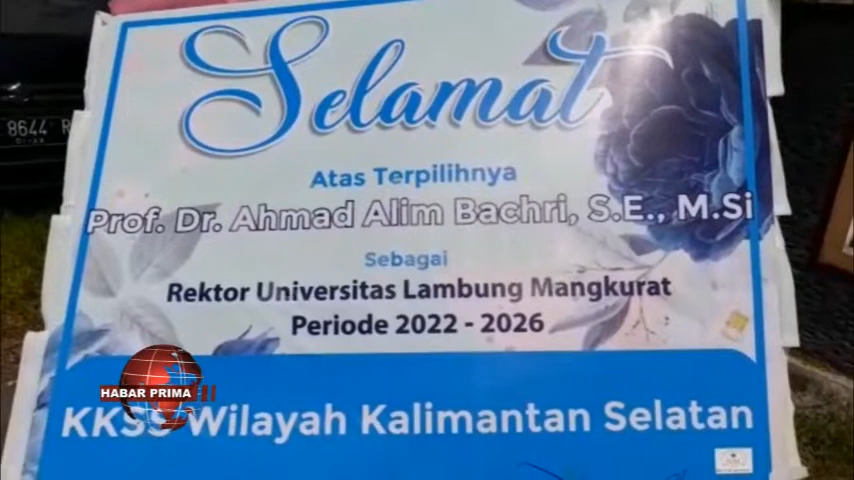 Selamat
Atas Terpilihnya
Prof. Dr. Ahmad Alim Bachri, S.E., M.Si
Sebagai
Rektor Universitas Lambung Mangkurat
Periode 2022 - 2026
HABAR PRIMA
KKSS Wilayah Kalimantan Selatan
8644 R